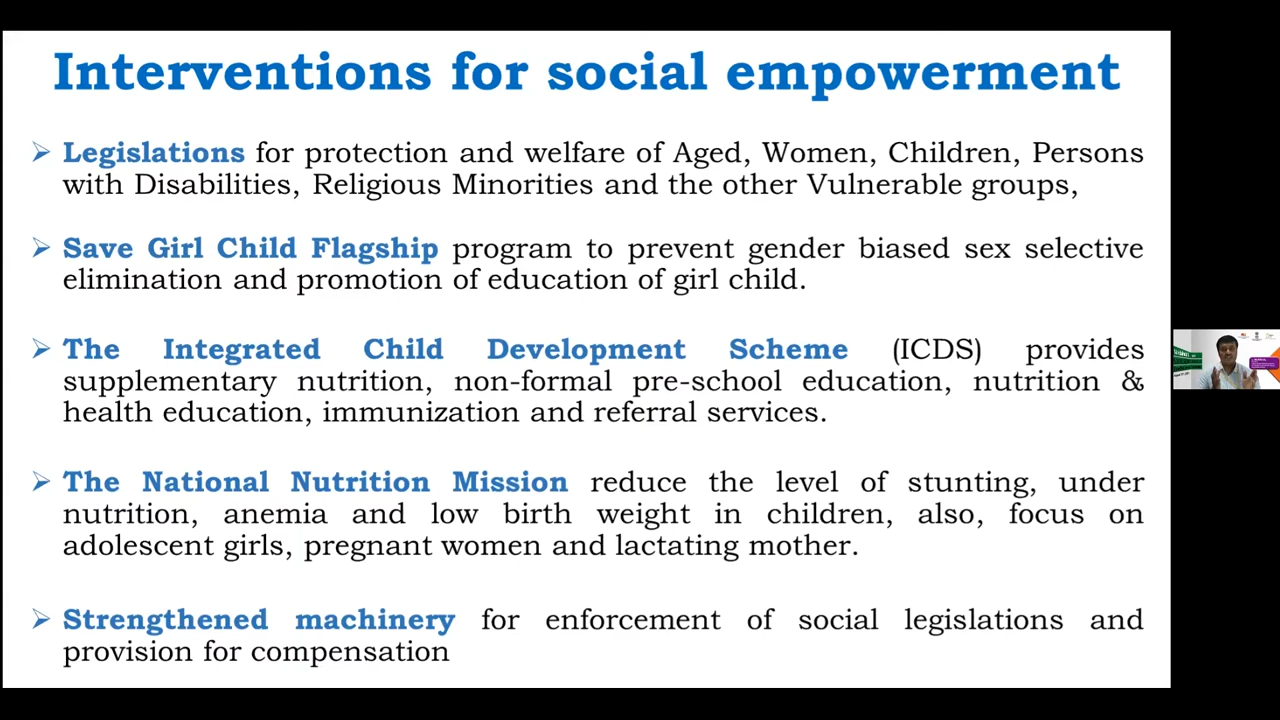 Interventions for social empowerment
Legislations for protection and welfare of Aged, Women, Children, Persons
with Disabilities, Religious Minorities and the other Vulnerable groups,
Save Girl Child Flagship program to prevent gender biased sex selective
elimination and promotion of education of girl child.
The Integrated Child Development Scheme (ICDS) provides
supplementary nutrition, non-formal pre-school education, nutrition &
health education, immunization and referral services.
The National Nutrition Mission reduce the level of stunting, under
nutrition, anemia and low birth weight in children, also, focus on
adolescent girls, pregnant women and lactating mother.
Strengthened machinery for enforcement of social legislations and
provision for compensation